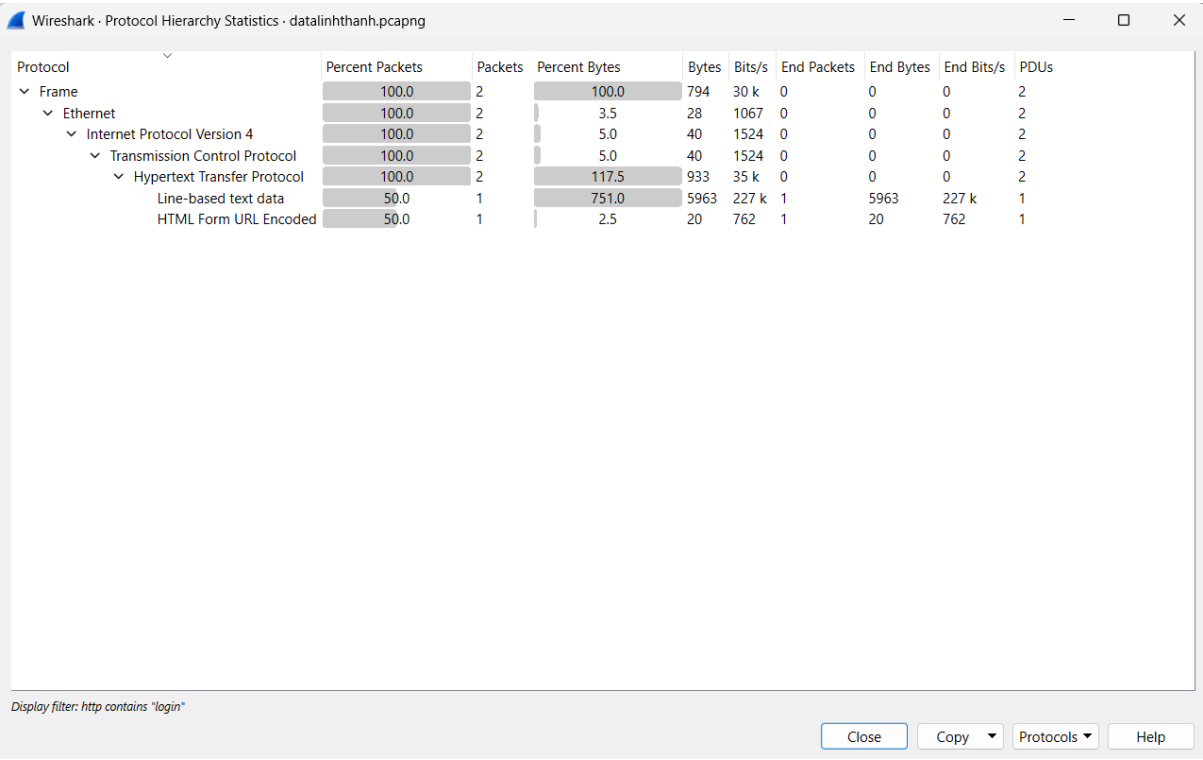 Wireshark · Protocol Hierarchy Statistics · datalinhthanh.pcapng
Protocol Percent Packets Packets Percent Bytes Bytes Bits/s End Packets End Bytes End Bits/s PDUs
Frame 100.0 2 100.0 794 30 k 0 0 0 2
Ethernet 100.0 2 3.5 28 1067 0 0 0 2
Internet Protocol Version 4 100.0 2 5.0 40 1524 0 0 0 2
Transmission Control Protocol 100.0 2 5.0 40 1524 0 0 0 2
Hypertext Transfer Protocol 100.0 2 117.5 933 35 k 0 0 0 2
Line-based text data 50.0 1 751.0 5963 227 k 1 5963 227 k 1
HTML Form URL Encoded 50.0 1 2.5 20 762 1 20 762 1
Display filter: http contains "login"
Close Copy Protocols Help